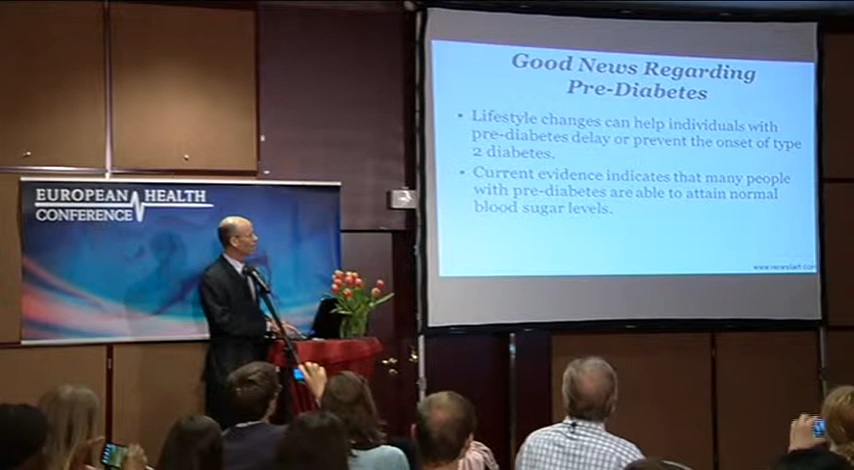 Good News Regarding
Pre-Diabetes
• Lifestyle changes can help individuals with
pre-diabetes delay or prevent the onset of type
2 diabetes.
• Current evidence indicates that many people
with pre-diabetes are able to attain normal
blood sugar levels.
www.newstart.com
EUROPEAN HEALTH
CONFERENCE